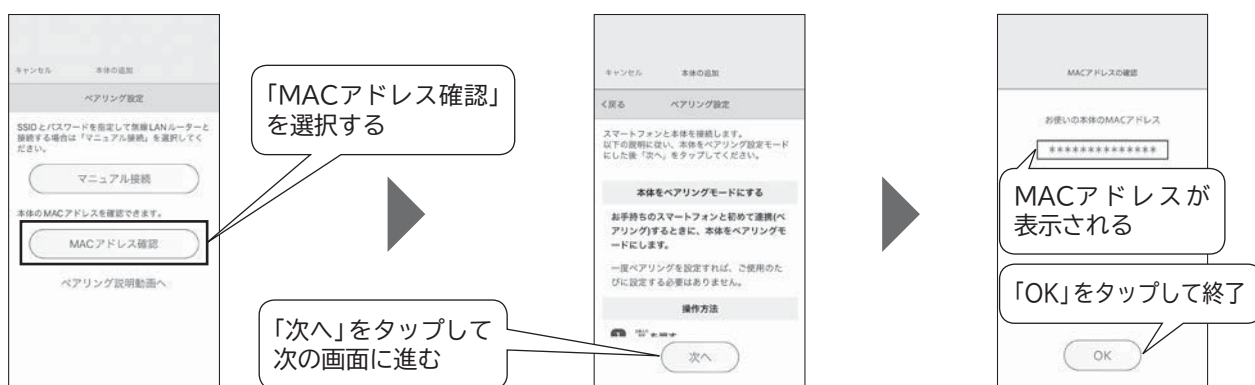 キャンセル 本体の追加
ペアリング設定
SSIDとパスワードを指定して無線LANルーターと
接続する場合は「マニュアル接続」を選択してく
ださい。
マニュアル接続
本体のMACアドレスを確認できます。
MACアドレス確認
ペアリング説明動画へ
「MACアドレス確認」
を選択する
キャンセル 本体の追加
<戻る ペアリング設定
スマートフォンと本体を接続します。
以下の説明に従い、本体をペアリング設定モード
にした後「次へ」をタップしてください。
本体をペアリングモードにする
お手持ちのスマートフォンと初めて連携(ペ
アリング)するときに、本体をペアリングモ
ードにします。
一度ペアリングを設定すれば、ご使用のた
びに設定する必要はありません。
操作方法
次へ
「次へ」をタップして
次の画面に進む
MACアドレスの確認
お使いの本体のMACアドレス
**************
MACアドレスが
表示される
「OK」をタップして終了
OK